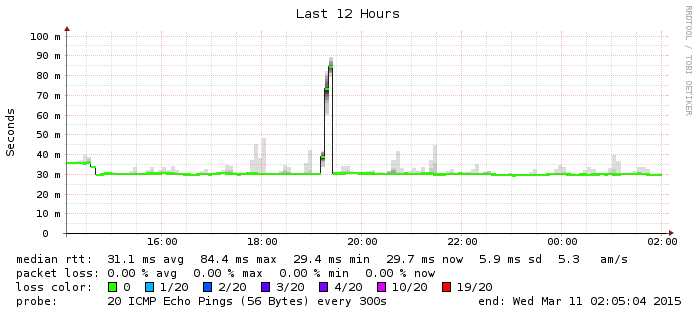 Last 12 Hours
RRDTOOL / TOBI OETIKER
Seconds
100 m
90 m
80 m
70 m
60 m
50 m
40 m
30 m
20 m
10 m
0 m
16:00 18:00 20:00 22:00 00:00 02:00
median rtt: 31.1 ms avg 84.4 ms max 29.4 ms min 29.7 ms now 5.9 ms sd 5.3 am/s
packet loss: 0.00 % avg 0.00 % max 0.00 % min 0.00 % now
loss color: 0 1/20 2/20 3/20 4/20 10/20 19/20
probe: 20 ICMP Echo Pings (56 Bytes) every 300s end: Wed Mar 11 02:05:04 2015